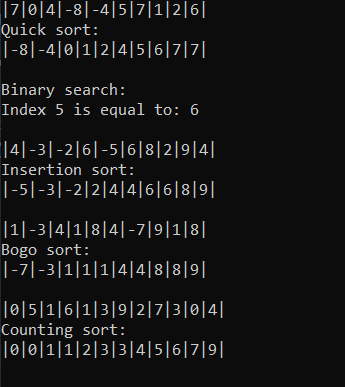 |7|0|4|-8|-4|5|7|1|2|6|
Quick sort:
|-8|-4|0|1|2|4|5|6|7|7|
Binary search:
Index 5 is equal to: 6
|4|-3|-2|6|-5|6|8|2|9|4|
Insertion sort:
|-5|-3|-2|2|4|4|6|6|8|9|
|1|-3|4|1|8|4|-7|9|1|8|
Bogo sort:
|-7|-3|1|1|1|4|4|8|8|9|
|0|5|1|6|1|3|9|2|7|3|0|4|
Counting sort:
|0|0|1|1|2|3|3|4|5|6|7|9|